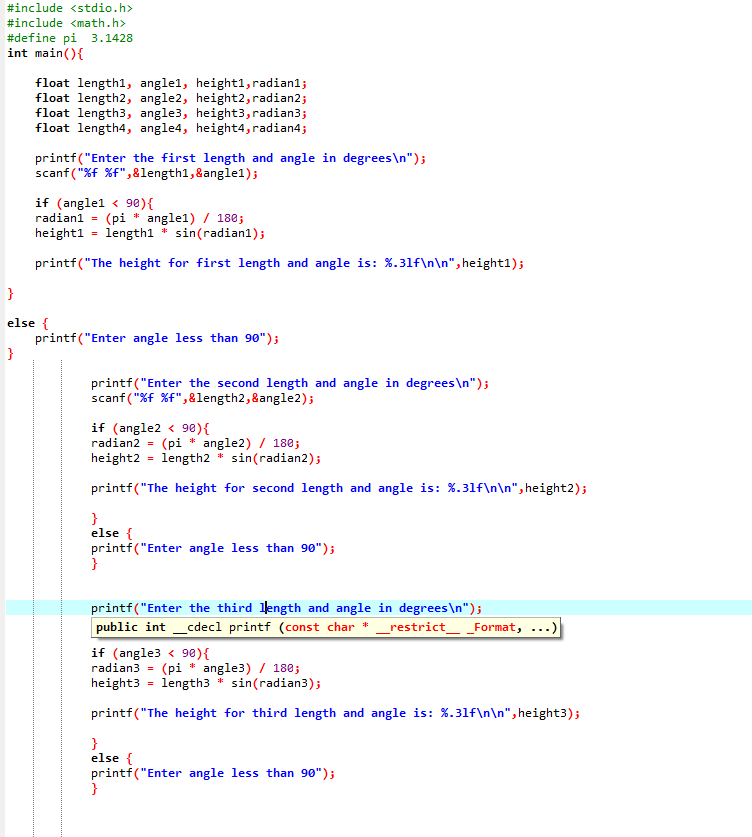 #include <stdio.h>
#include <math.h>
#define pi  3.1428
int main(){
float length1, angle1, height1,radian1;
float length2, angle2, height2,radian2;
float length3, angle3, height3,radian3;
float length4, angle4, height4,radian4;
printf("Enter the first length and angle in degrees\n");
scanf("%f %f",&length1,&angle1);
if (angle1 < 90){
radian1 = (pi * angle1) / 180;
height1 = length1 * sin(radian1);
printf("The height for first length and angle is: %.3lf\n\n",height1);
}
else {
printf("Enter angle less than 90");
}
printf("Enter the second length and angle in degrees\n");
scanf("%f %f",&length2,&angle2);
if (angle2 < 90){
radian2 = (pi * angle2) / 180;
height2 = length2 * sin(radian2);
printf("The height for second length and angle is: %.3lf\n\n",height2);
}
else {
printf("Enter angle less than 90");
}
printf("Enter the third length and angle in degrees\n");
public int __cdecl printf (const char * __restrict__ _Format, ...)
if (angle3 < 90){
radian3 = (pi * angle3) / 180;
height3 = length3 * sin(radian3);
printf("The height for third length and angle is: %.3lf\n\n",height3);
}
else {
printf("Enter angle less than 90");
}